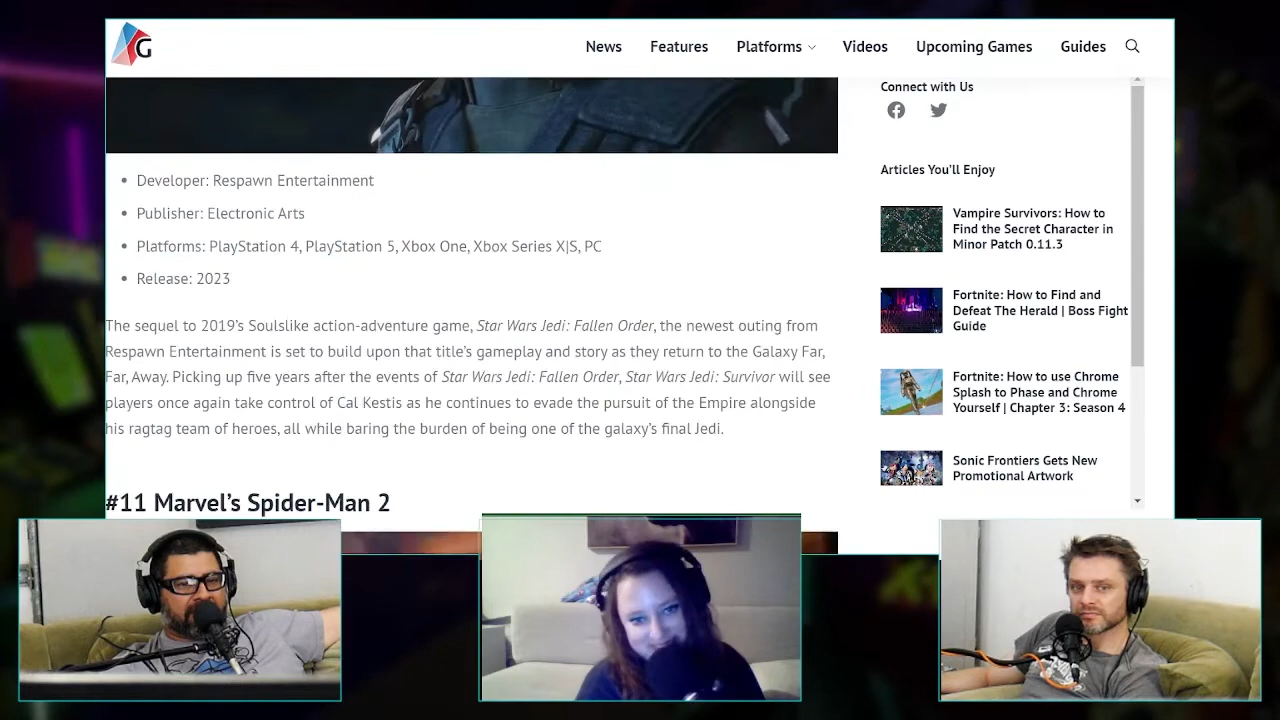 G
News Features Platforms Videos Upcoming Games Guides
Connect with Us
Developer: Respawn Entertainment
Publisher: Electronic Arts
Platforms: PlayStation 4, PlayStation 5, Xbox One, Xbox Series X|S, PC
Release: 2023
The sequel to 2019's Soulslike action-adventure game, Star Wars Jedi: Fallen Order, the newest outing from
Respawn Entertainment is set to build upon that title's gameplay and story as they return to the Galaxy Far,
Far, Away. Picking up five years after the events of Star Wars Jedi: Fallen Order, Star Wars Jedi: Survivor will see
players once again take control of Cal Kestis as he continues to evade the pursuit of the Empire alongside
his ragtag team of heroes, all while baring the burden of being one of the galaxy's final Jedi.
#11 Marvel's Spider-Man 2
Articles You'll Enjoy
Vampire Survivors: How to
Find the Secret Character in
Minor Patch 0.11.3
Fortnite: How to Find and
Defeat The Herald | Boss Fight
Guide
Fortnite: How to use Chrome
Splash to Phase and Chrome
Yourself | Chapter 3: Season 4
Sonic Frontiers Gets New
Promotional Artwork